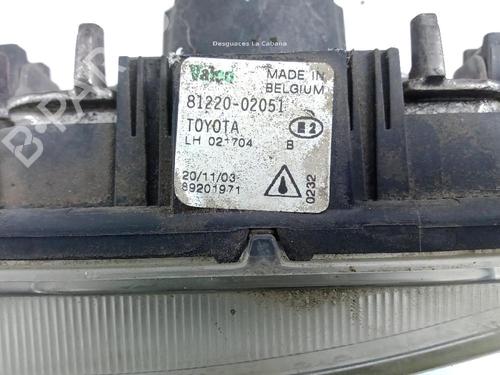 Desguaces La Cabaña
Valeo
MADE IN
BELGIUM
81220-02051
TOYOTA
E2
LH 021704
B
20/11/03
89201971
0232